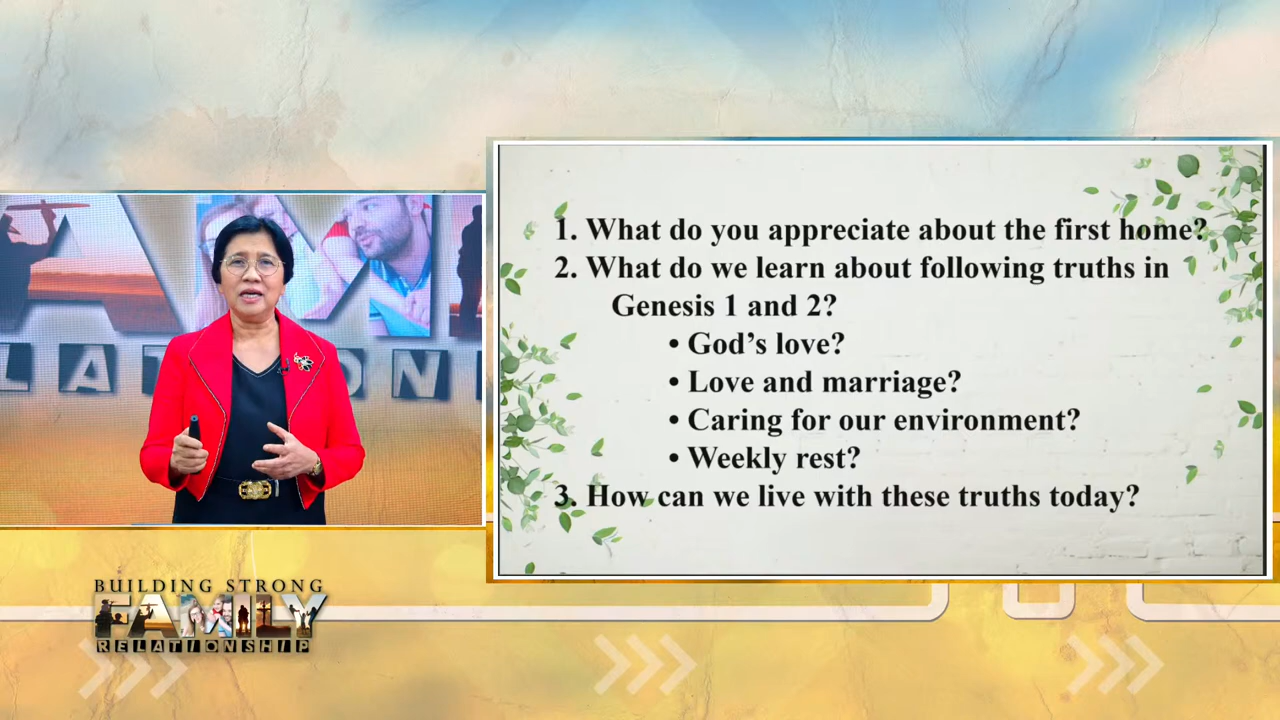 1. What do you appreciate about the first home?
2. What do we learn about following truths in
Genesis 1 and 2?
• God's love?
• Love and marriage?
• Caring for our environment?
• Weekly rest?
3. How can we live with these truths today?
BUILDING STRONG
FAMILY
RELATIONSHIP